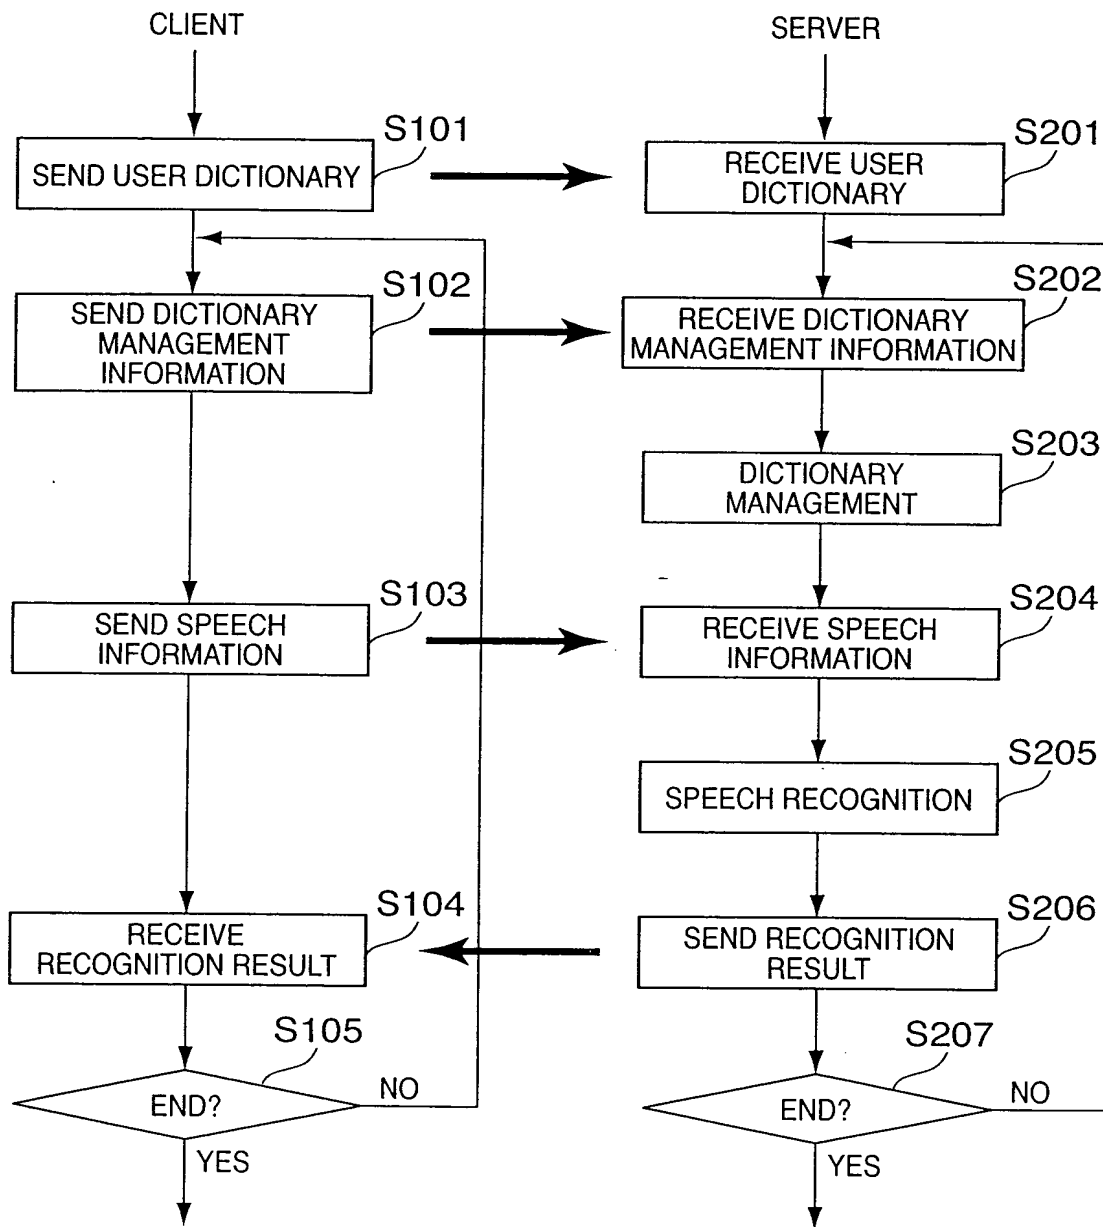 CLIENT
S101
SEND USER DICTIONARY
S102
SEND DICTIONARY
MANAGEMENT
INFORMATION
S103
SEND SPEECH
INFORMATION
S104
RECEIVE
RECOGNITION RESULT
S105
END?
NO
YES
SERVER
S201
RECEIVE USER
DICTIONARY
S202
RECEIVE DICTIONARY
MANAGEMENT INFORMATION
S203
DICTIONARY
MANAGEMENT
S204
RECEIVE SPEECH
INFORMATION
S205
SPEECH RECOGNITION
S206
SEND RECOGNITION
RESULT
S207
END?
NO
YES